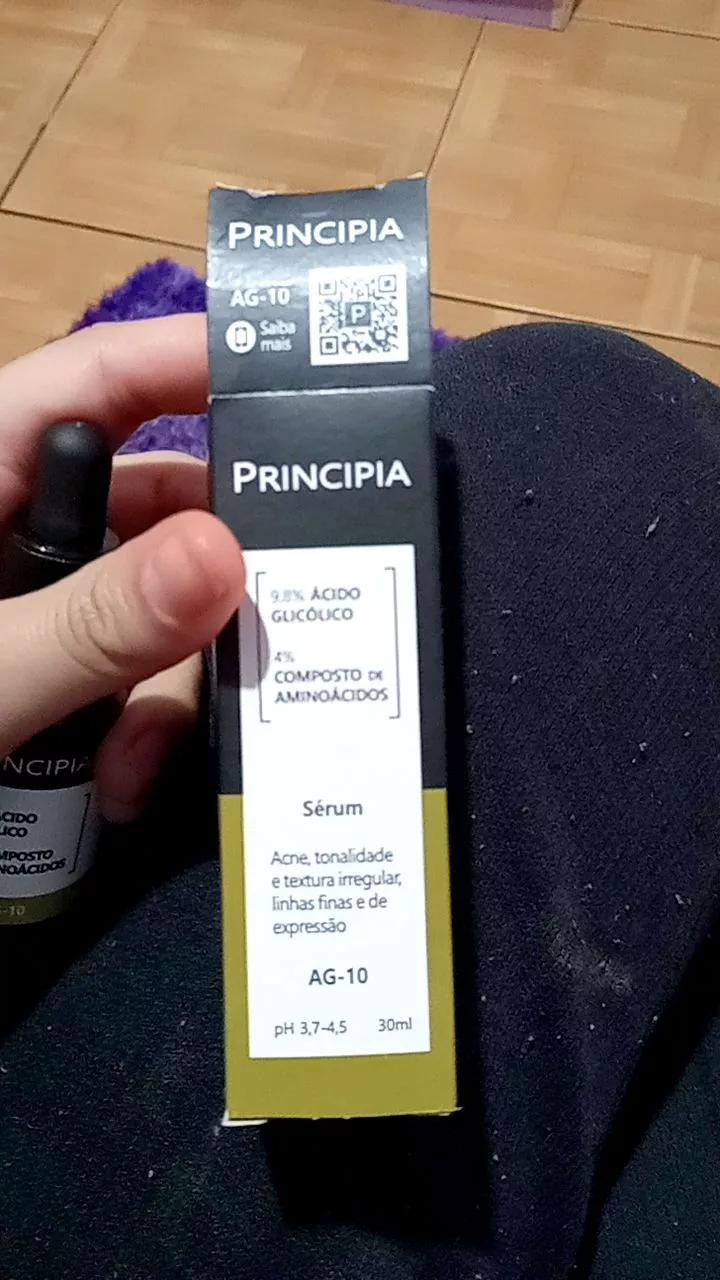 PRINCIPIA
AG-10
Saiba
mais
P
PRINCIPIA
9,8% ÁCIDO
GLICÓLICO
4%
COMPOSTO DE
AMINOÁCIDOS
Sérum
Acne, tonalidade
e textura irregular,
linhas finas e de
expressão
AG-10
pH 3,7-4,5 30ml
NCIPIA
CIDO
ICO
MPOSTO
NOÁCIDOS
-10